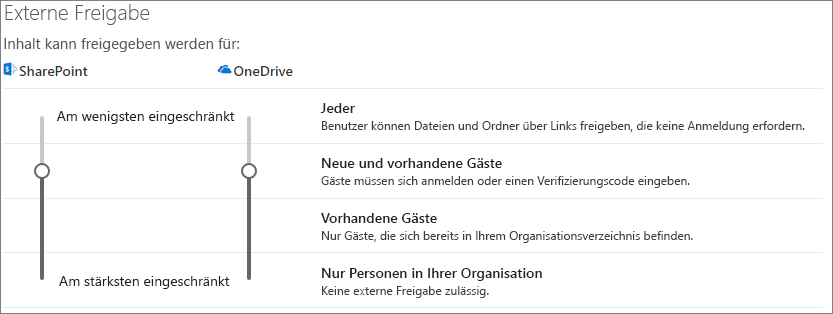 Externe Freigabe
Inhalt kann freigegeben werden für:
SharePoint OneDrive
Am wenigsten eingeschränkt
Jeder
Benutzer können Dateien und Ordner über Links freigeben, die keine Anmeldung erfordern.
Neue und vorhandene Gäste
Gäste müssen sich anmelden oder einen Verifizierungscode eingeben.
Vorhandene Gäste
Nur Gäste, die sich bereits in Ihrem Organisationsverzeichnis befinden.
Am stärksten eingeschränkt
Nur Personen in Ihrer Organisation
Keine externe Freigabe zulässig.